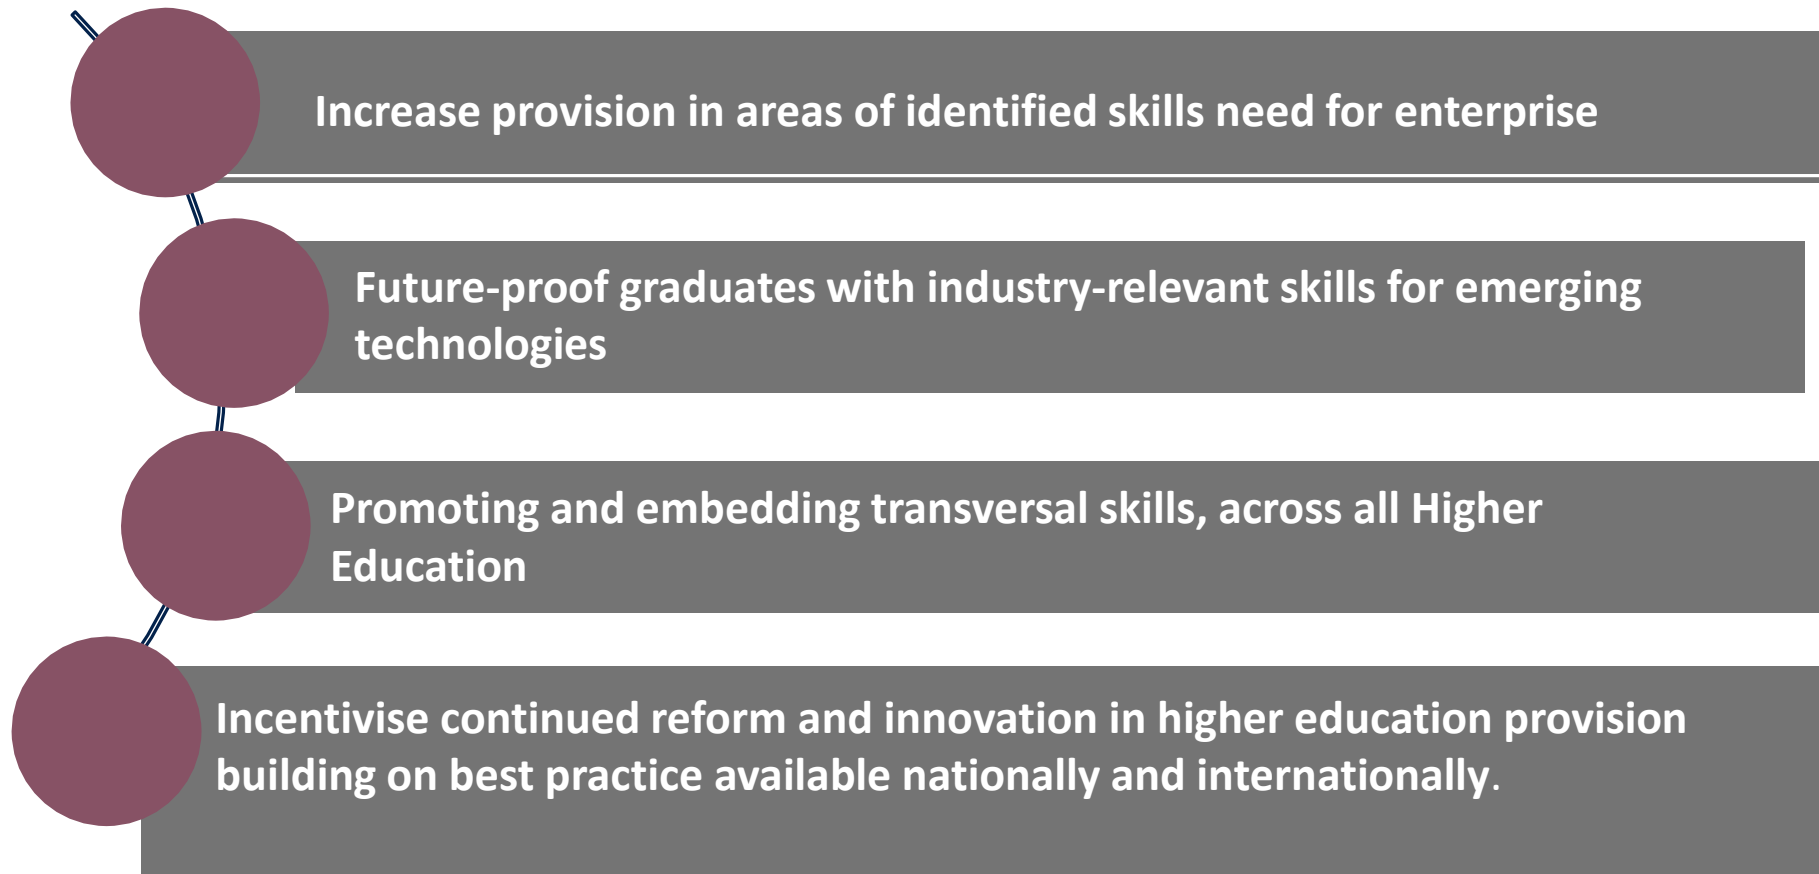 Increase provision in areas of identified skills need for enterprise
Future-proof graduates with industry-relevant skills for emerging
technologies
Promoting and embedding transversal skills, across all Higher
Education
Incentivise continued reform and innovation in higher education provision
building on best practice available nationally and internationally.